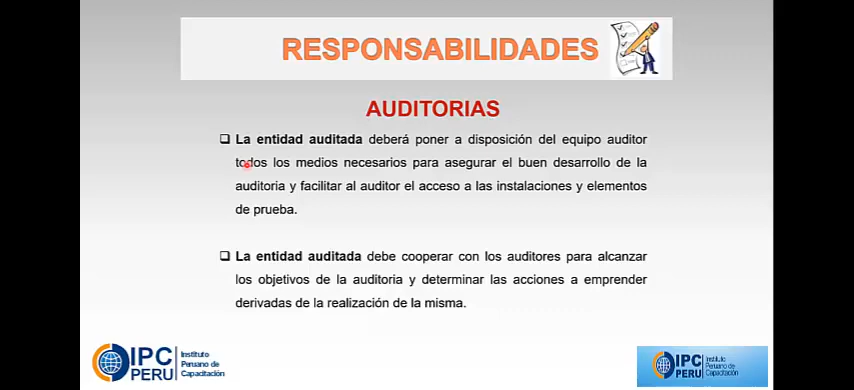 RESPONSABILIDADES
AUDITORIAS
La entidad auditada deberá poner a disposición del equipo auditor
todos los medios necesarios para asegurar el buen desarrollo de la
auditoria y facilitar al auditor el acceso a las instalaciones y elementos
de prueba.
La entidad auditada debe cooperar con los auditores para alcanzar
los objetivos de la auditoria y determinar las acciones a emprender
derivadas de la realización de la misma.
IPC
PERU
Instituto
Peruano de
Capacitación
IPC
PERU
Instituto
Peruano de
Capacitación